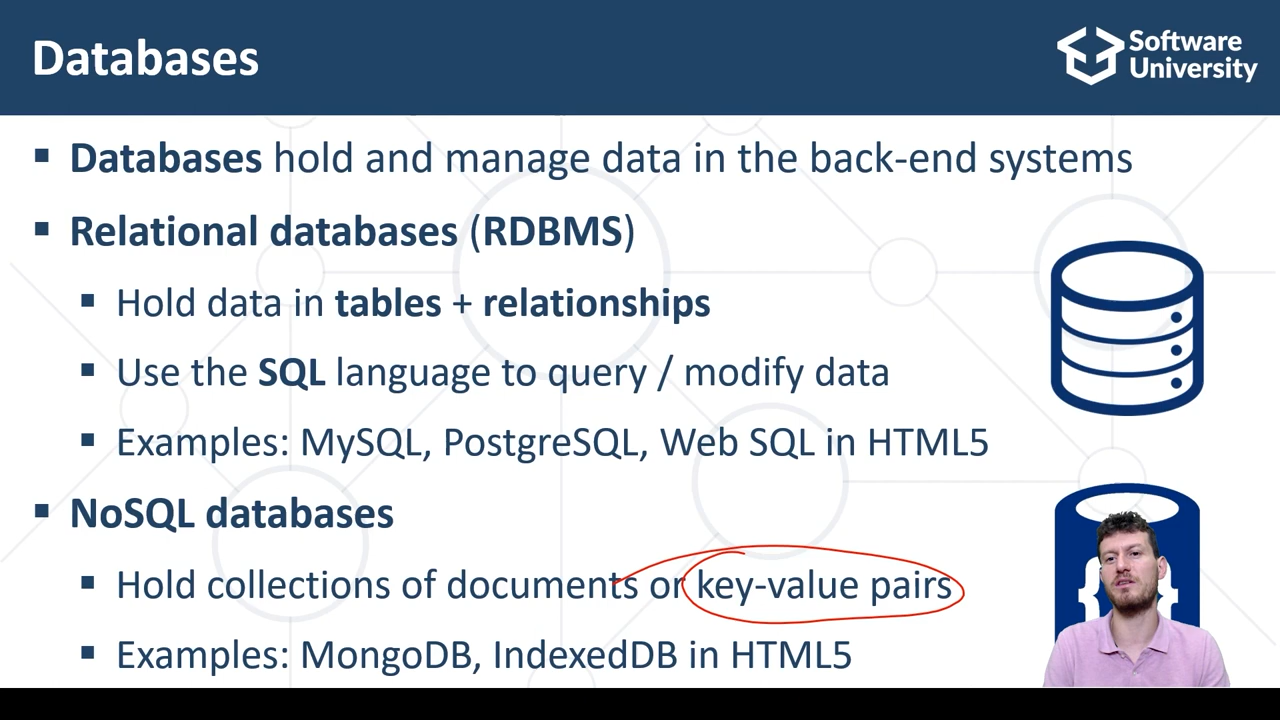 Databases
Software
University
▪ Databases hold and manage data in the back-end systems
▪ Relational databases (RDBMS)
▪ Hold data in tables + relationships
▪ Use the SQL language to query / modify data
▪ Examples: MySQL, PostgreSQL, Web SQL in HTML5
▪ NoSQL databases
▪ Hold collections of documents or key-value pairs
▪ Examples: MongoDB, IndexedDB in HTML5